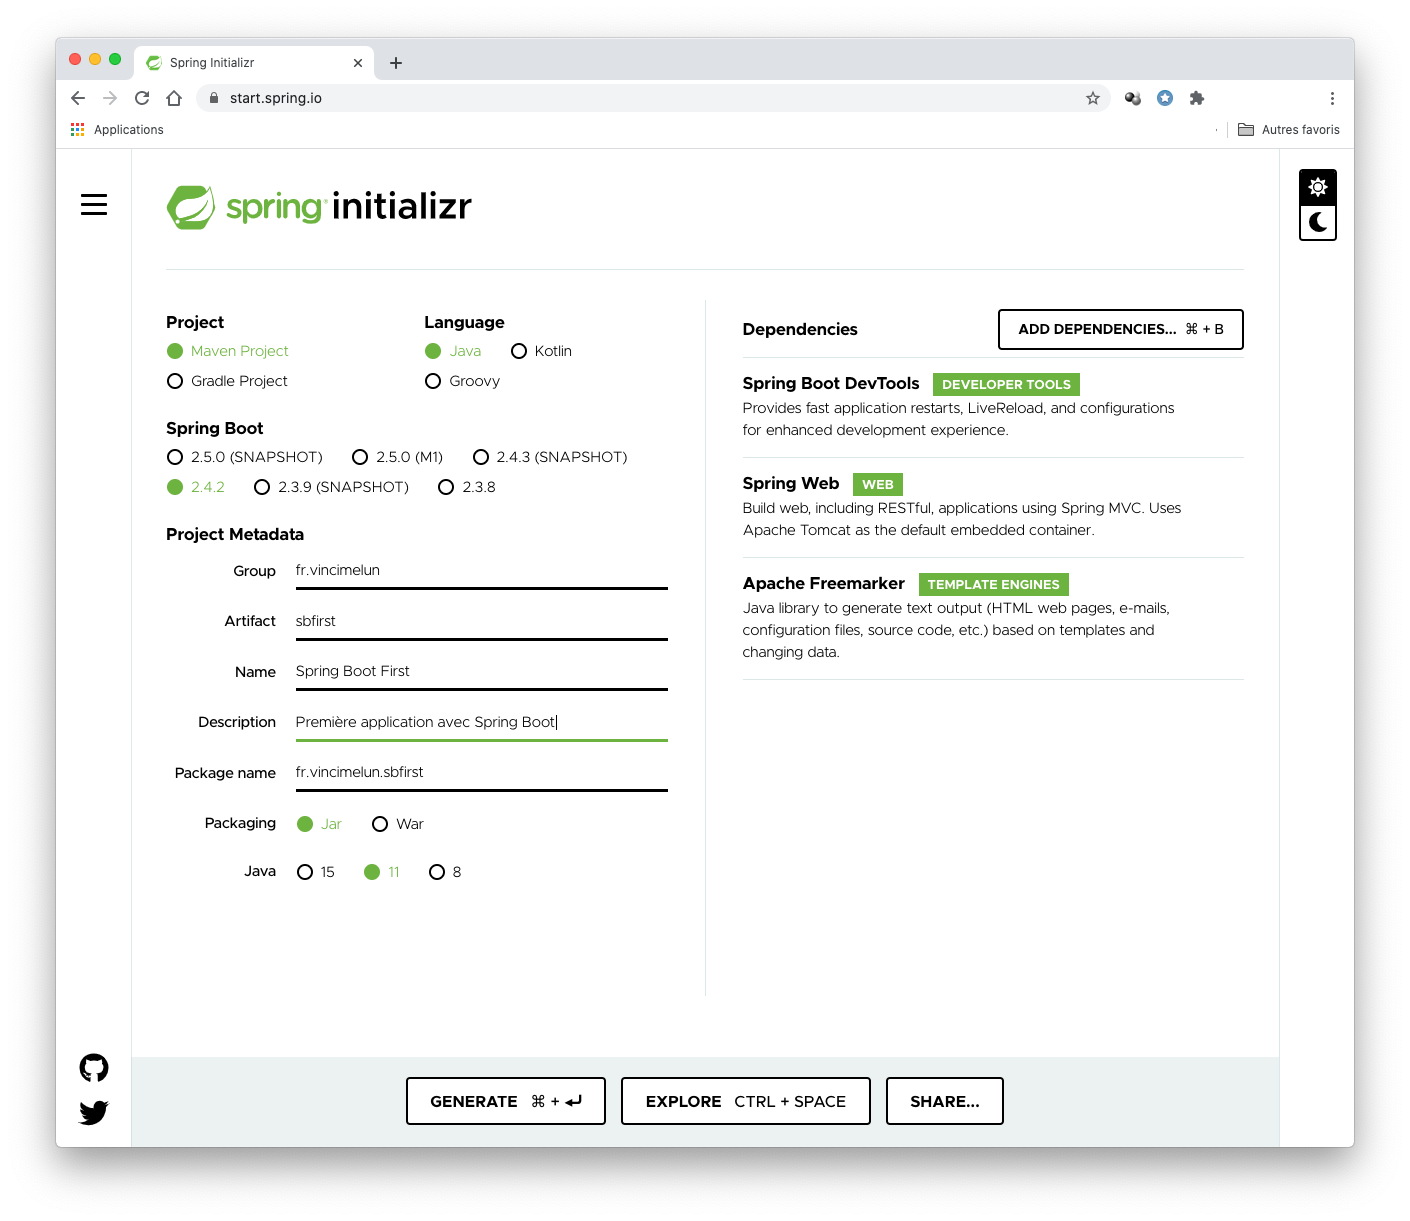 Spring Initializr
start.spring.io
Applications
Autres favoris
spring initializr
Project
Maven Project
Gradle Project
Language
Java Kotlin
Groovy
Spring Boot
2.5.0 (SNAPSHOT) 2.5.0 (M1) 2.4.3 (SNAPSHOT)
2.4.2 2.3.9 (SNAPSHOT) 2.3.8
Project Metadata
Group fr.vincimelun
Artifact sbfirst
Name Spring Boot First
Description Première application avec Spring Boot
Package name fr.vincimelun.sbfirst
Packaging Jar War
Java 15 11 8
Dependencies
ADD DEPENDENCIES... ⌘ + B
Spring Boot DevTools DEVELOPER TOOLS
Provides fast application restarts, LiveReload, and configurations
for enhanced development experience.
Spring Web WEB
Build web, including RESTful, applications using Spring MVC. Uses
Apache Tomcat as the default embedded container.
Apache Freemarker TEMPLATE ENGINES
Java library to generate text output (HTML web pages, e-mails,
configuration files, source code, etc.) based on templates and
changing data.
GENERATE ⌘ + ↵
EXPLORE CTRL + SPACE
SHARE...